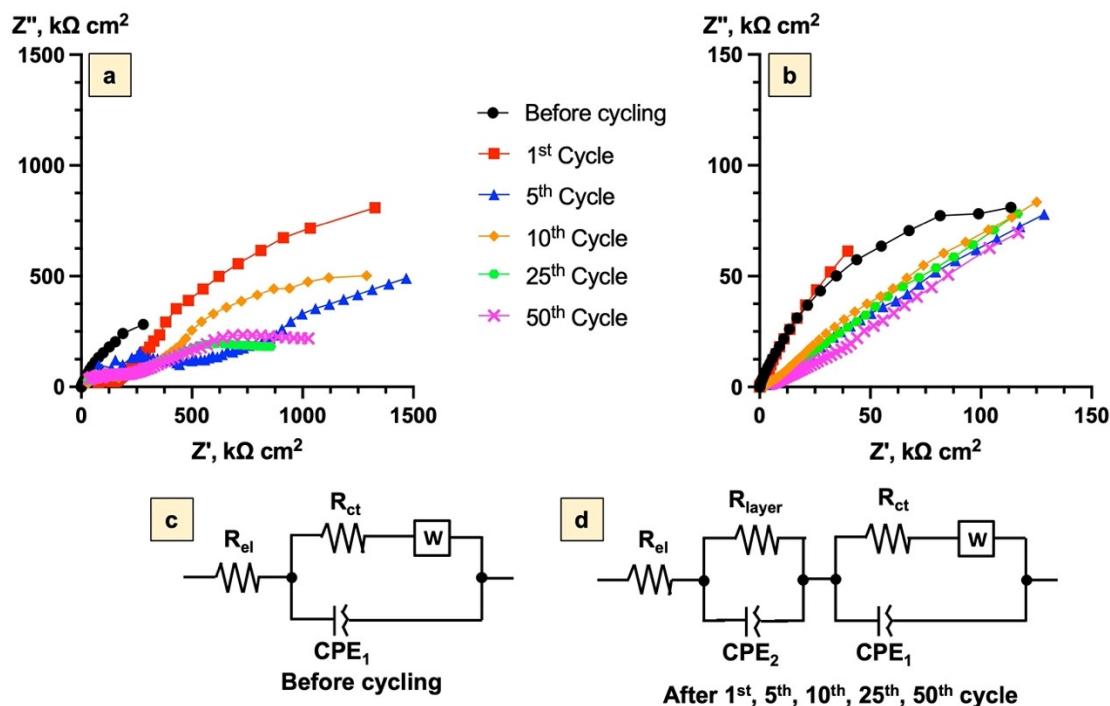 Z'', kΩ cm²
1500
1000
500
0
0 500 1000 1500
Z', kΩ cm²
a
Before cycling
1st Cycle
5th Cycle
10th Cycle
25th Cycle
50th Cycle
Z'', kΩ cm²
150
100
50
0
0 50 100 150
Z', kΩ cm²
b
c
Rel
Rct
W
CPE1
Before cycling
d
Rel
Rlayer
CPE2
Rct
W
CPE1
After 1st, 5th, 10th, 25th, 50th cycle